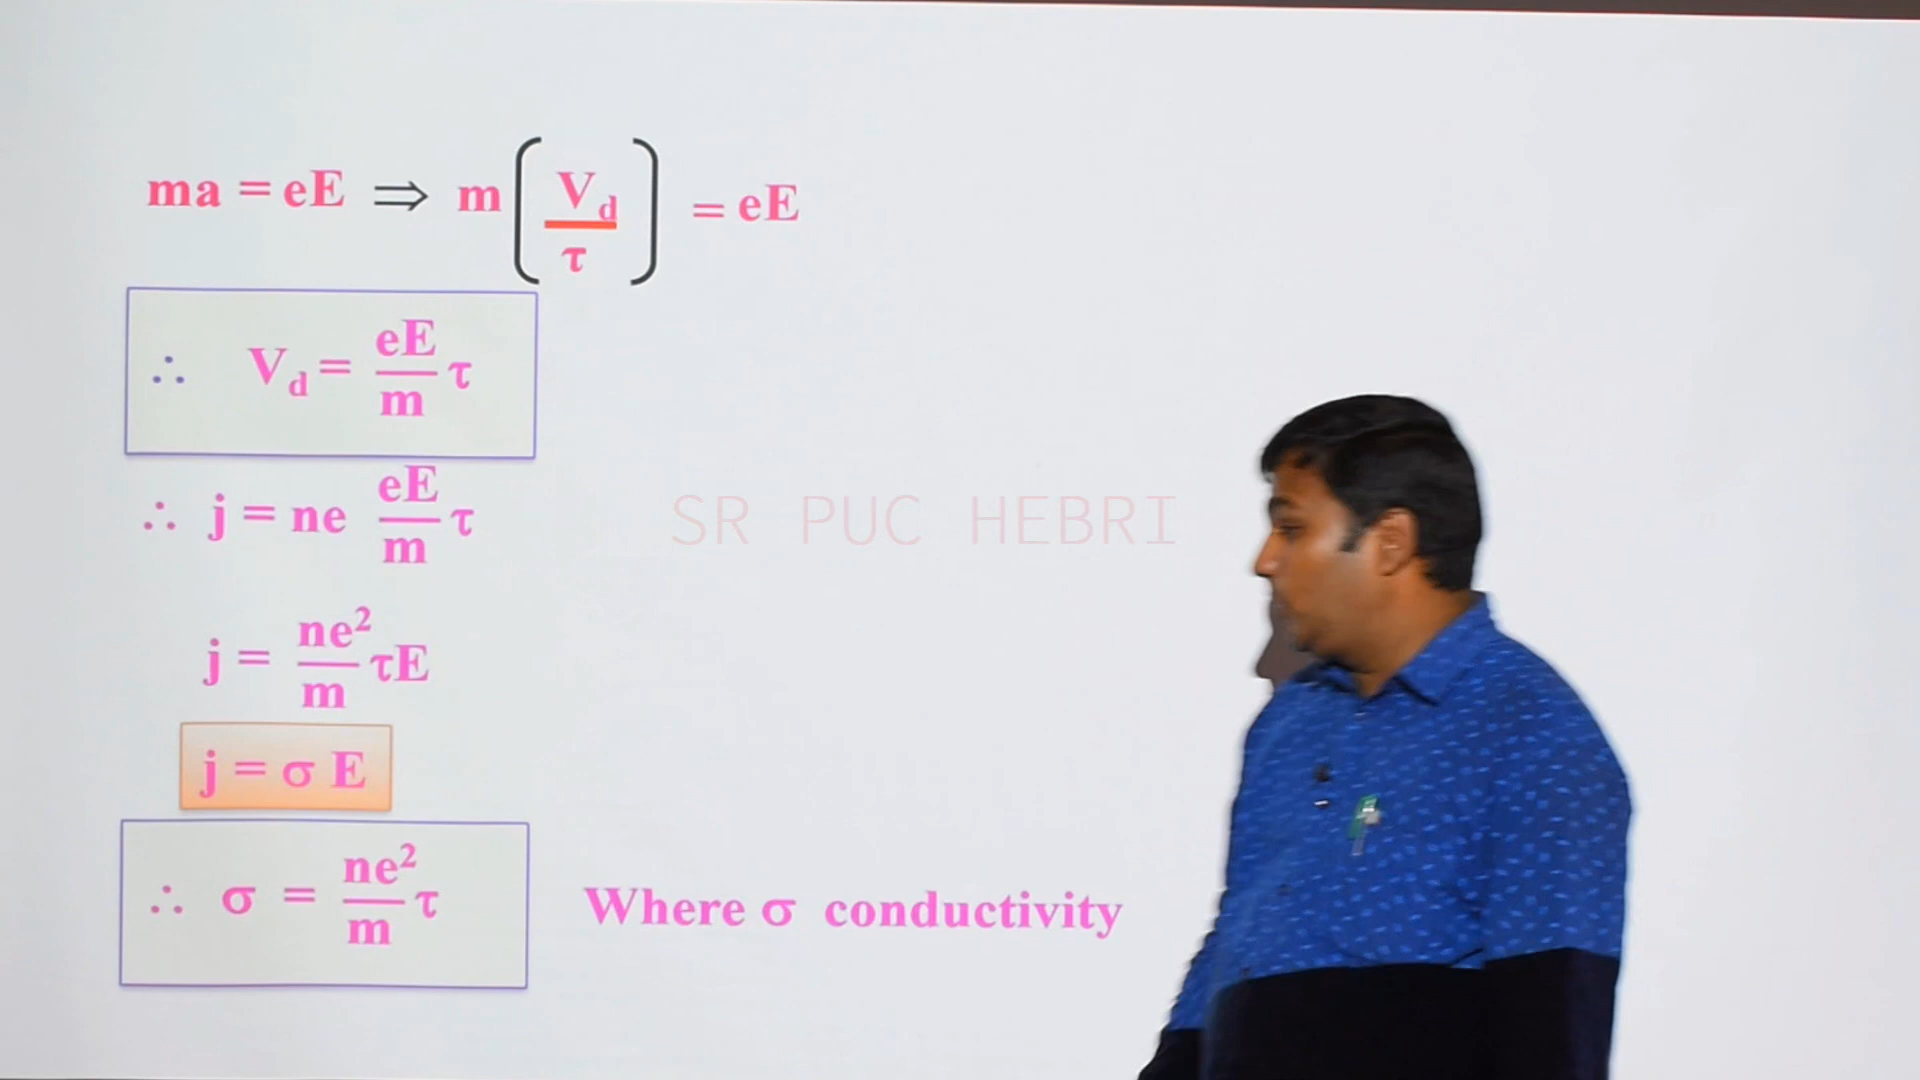 ma = eE ⇒ m ( V_d / τ ) = eE
∴ V_d = eE/m τ
∴ j = ne eE/m τ
SR PUC HEBRI
j = ne²/m τE
j = σ E
∴ σ = ne²/m τ Where σ conductivity